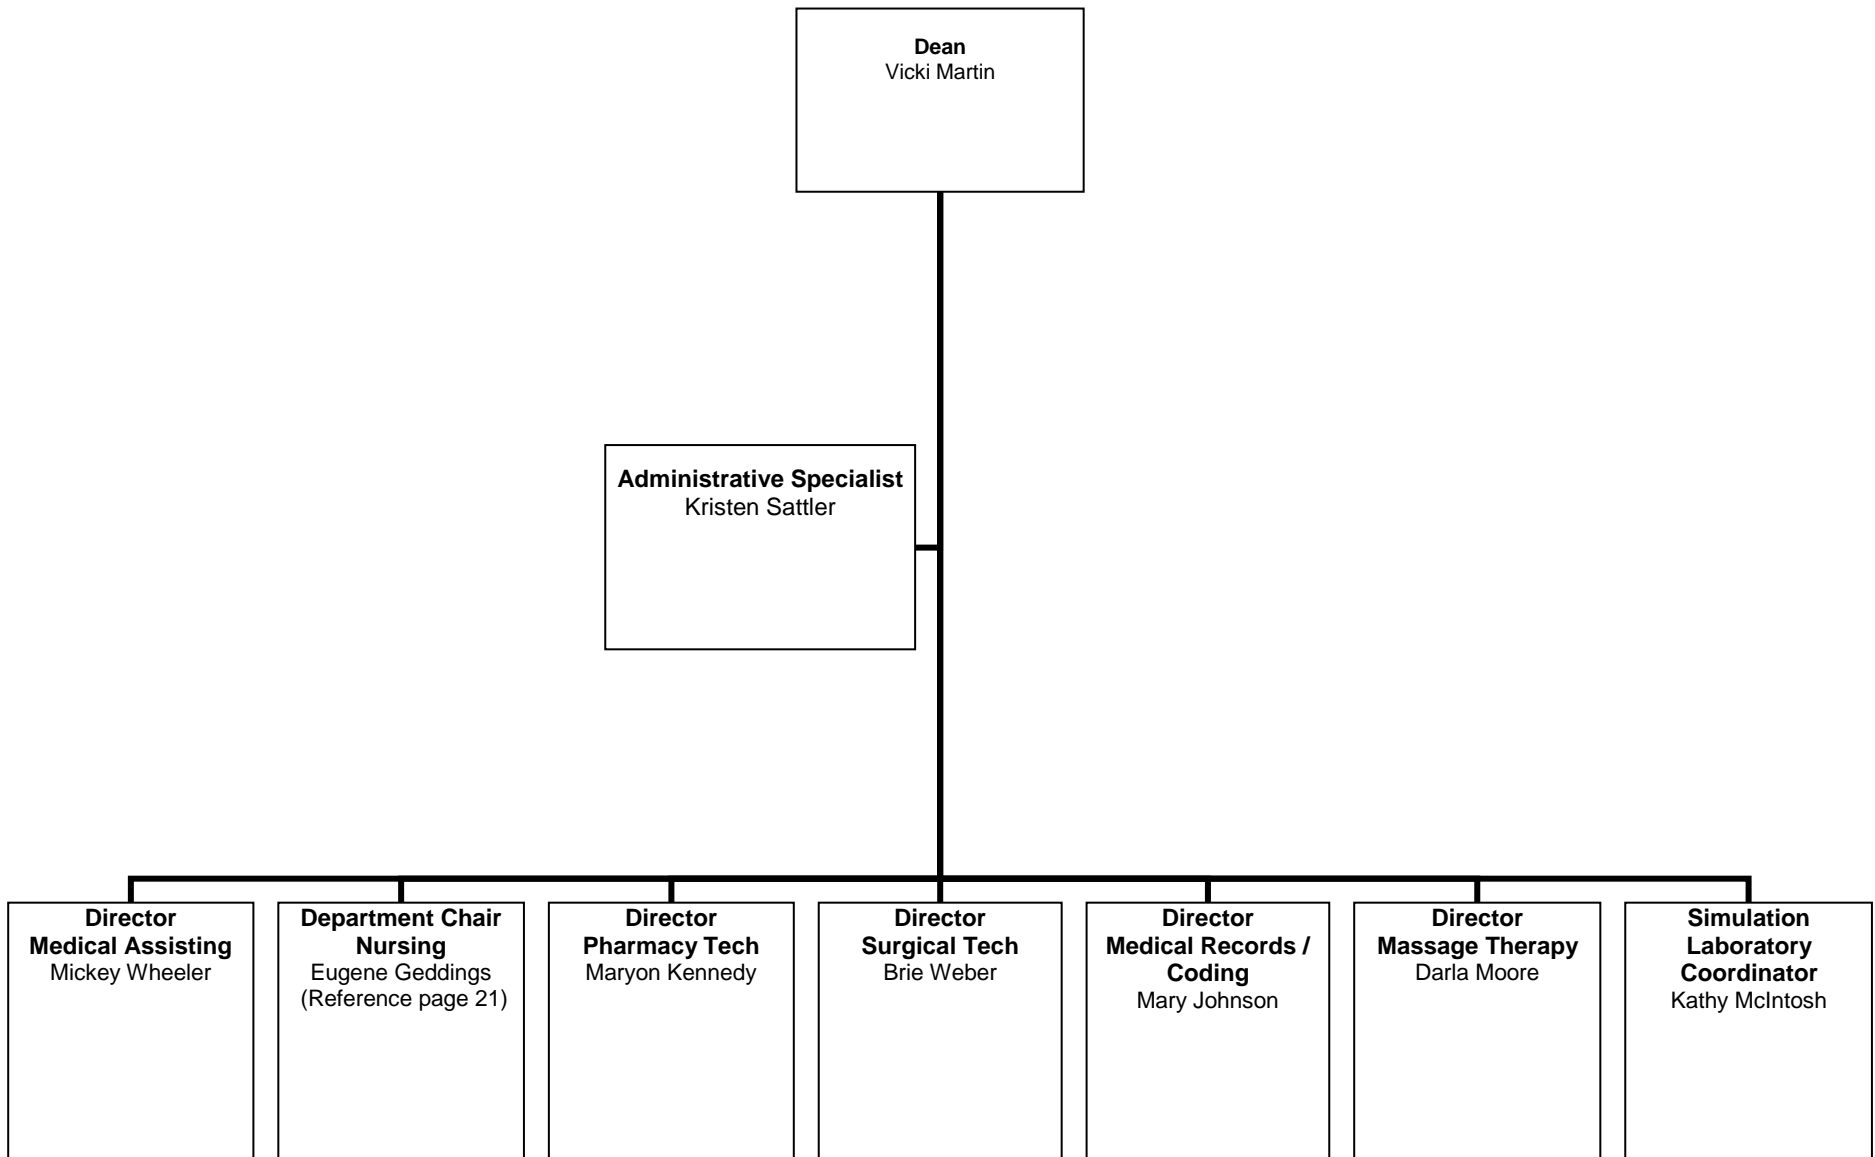 Dean
Vicki Martin
Administrative Specialist
Kristen Sattler
Director
Medical Assisting
Mickey Wheeler
Department Chair
Nursing
Eugene Geddings
(Reference page 21)
Director
Pharmacy Tech
Maryon Kennedy
Director
Surgical Tech
Brie Weber
Director
Medical Records /
Coding
Mary Johnson
Director
Massage Therapy
Darla Moore
Simulation
Laboratory
Coordinator
Kathy McIntosh